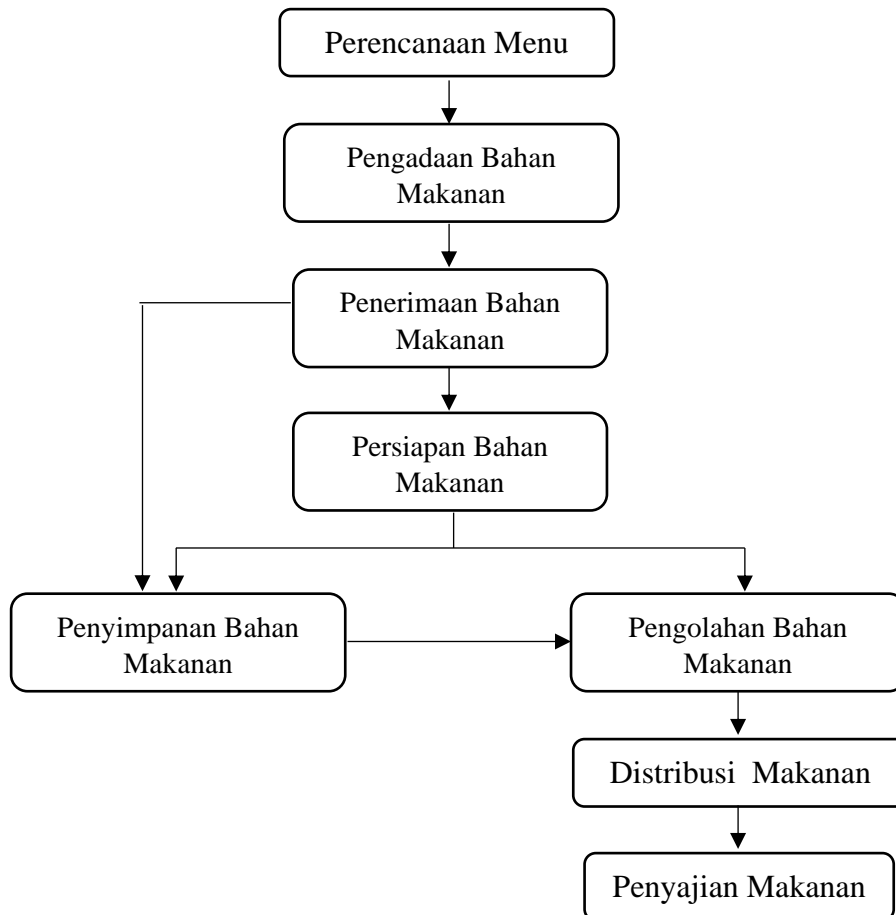 Perencanaan Menu
Pengadaan Bahan
Makanan
Penerimaan Bahan
Makanan
Persiapan Bahan
Makanan
Penyimpanan Bahan
Makanan
Pengolahan Bahan
Makanan
Distribusi  Makanan
Penyajian Makanan